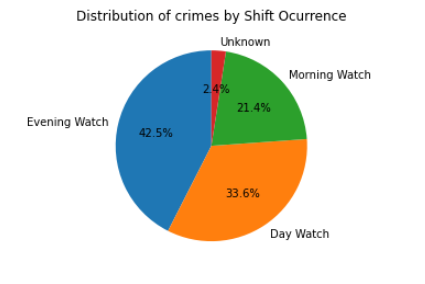 Distribution of crimes by Shift Ocurrence
Unknown
Morning Watch
2.4%
21.4%
Evening Watch
42.5%
33.6%
Day Watch